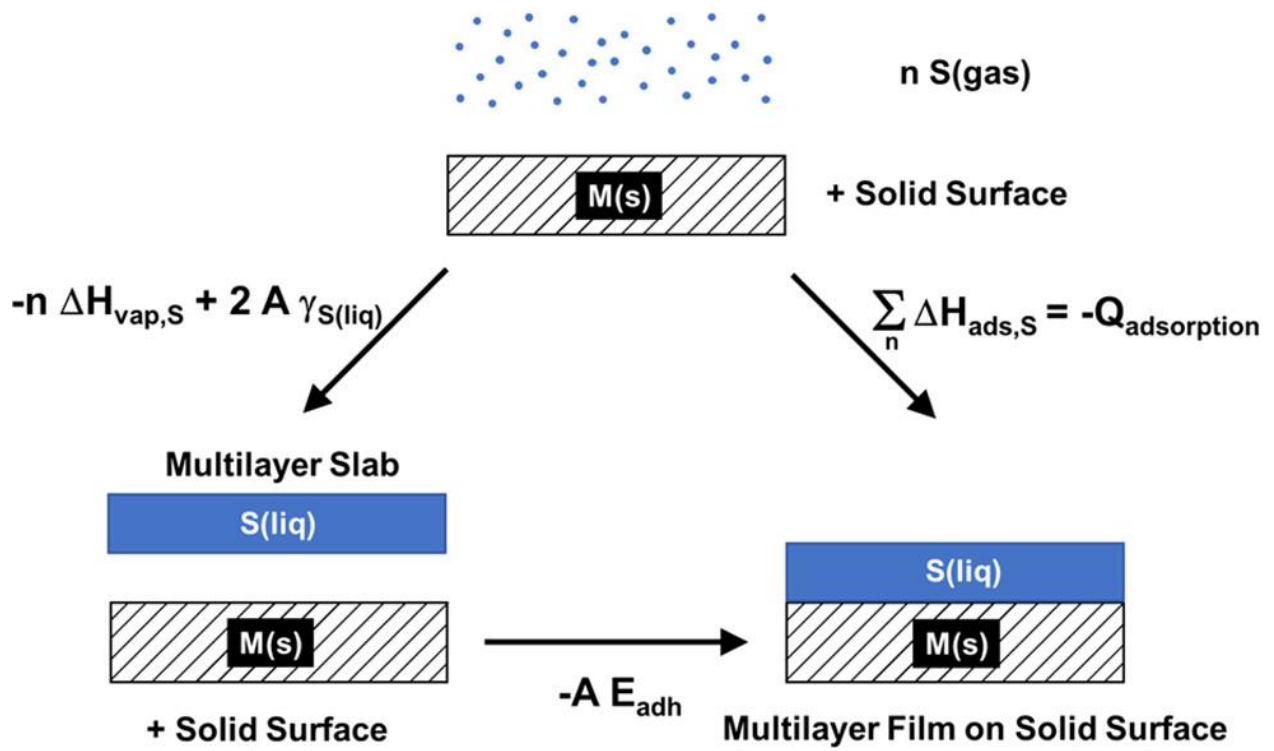 n S(gas)
M(s)
+ Solid Surface
-n ΔHvap,S + 2 A γS(liq)
∑n ΔHads,S = -Qadsorption
Multilayer Slab
S(liq)
M(s)
+ Solid Surface
-A Eadh
S(liq)
M(s)
Multilayer Film on Solid Surface